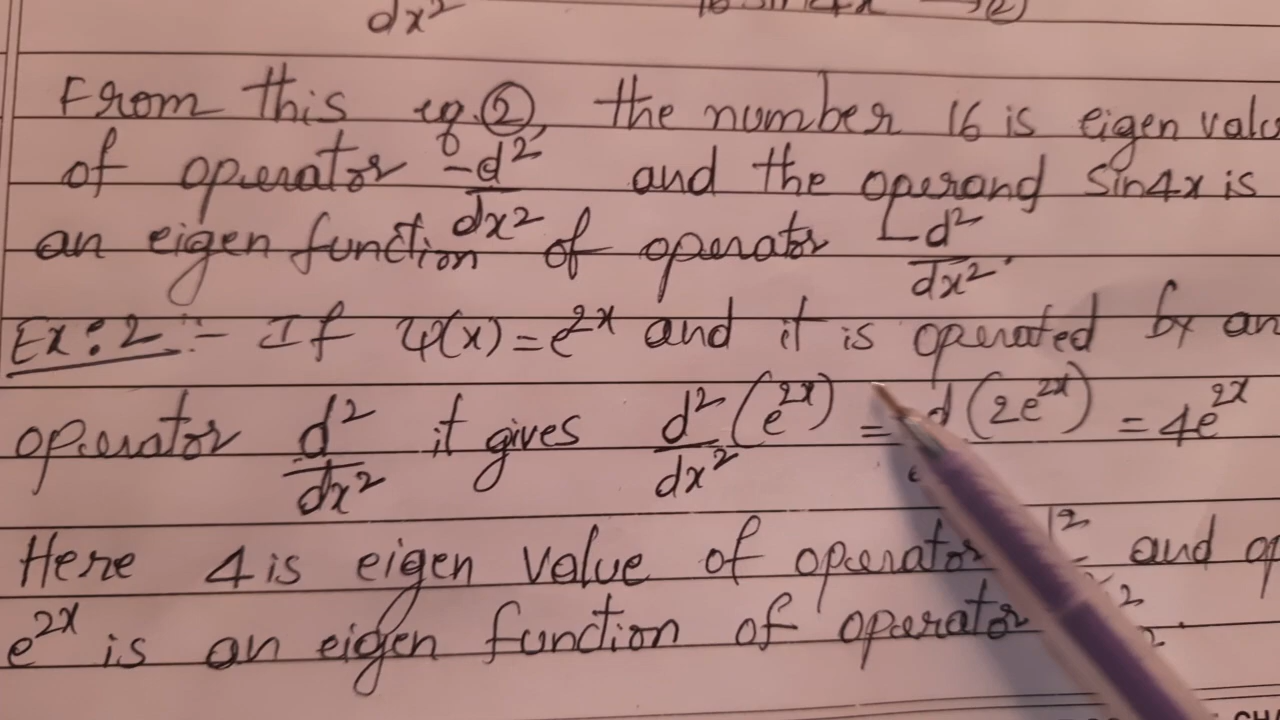 dx²
From this eq. ②, the number 16 is eigen
of operator -d²/dx² and the operand Sin4x is
an eigen function of operator -d²/dx².
Ex:2:- If Ψ(x)=e^2x and it is operated by an
operator d²/dx² it gives d²/dx² (e^2x) = d (2e^2x) = 4e^2x
Here 4 is eigen value of operator and
e^2x is an eigen function of operator